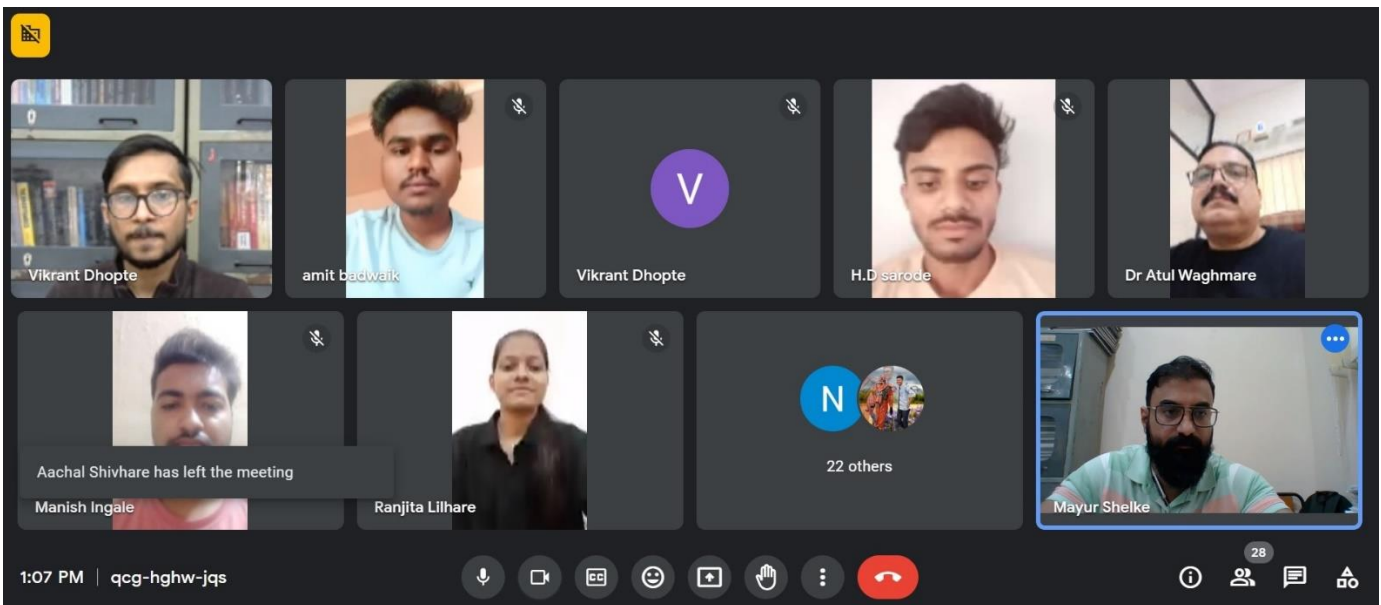 Vikrant Dhopte
amit badwaik
V
Vikrant Dhopte
H.D sarode
Dr Atul Waghmare
Aachal Shivhare has left the meeting
Manish Ingale
Ranjita Lilhare
N
22 others
Mayur Shelke
1:07 PM | qcg-hghw-jqs
CC
28